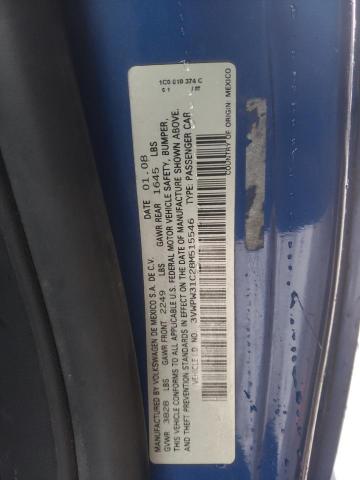 1C0 010 374 C
MANUFACTURED BY VOLKSWAGEN DE MEXICO S.A. DE C.V. DATE 01.08
GVWR 3828 LBS GAWR FRONT 2249 LBS GAWR REAR 1645 LBS
THIS VEHICLE CONFORMS TO ALL APPLICABLE U.S. FEDERAL MOTOR VEHICLE SAFETY, BUMPER,
AND THEFT PREVENTION STANDARDS IN EFFECT ON THE DATE OF MANUFACTURE SHOWN ABOVE.
VEHICLE ID NO. 3VWPW31C28M515546 TYPE: PASSENGER CAR
COUNTRY OF ORIGIN: MEXICO